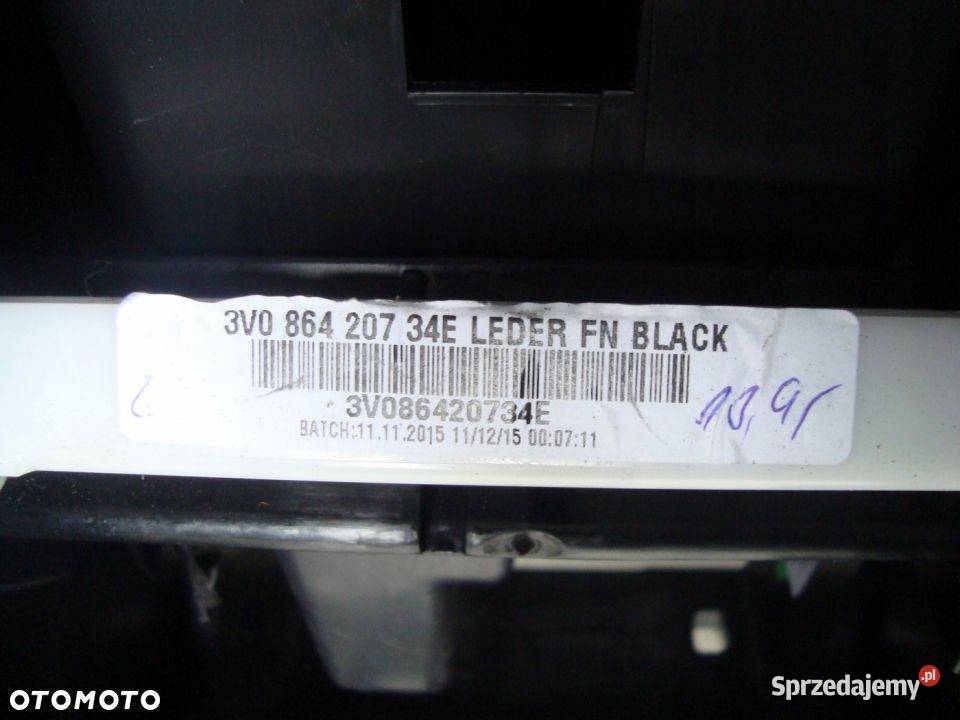 3V0 864 207 34E LEDER FN BLACK
3V086420734E
BATCH:11.11.2015 11/12/15 00:07:11
OTOMOTO
Sprzedajemy.pl